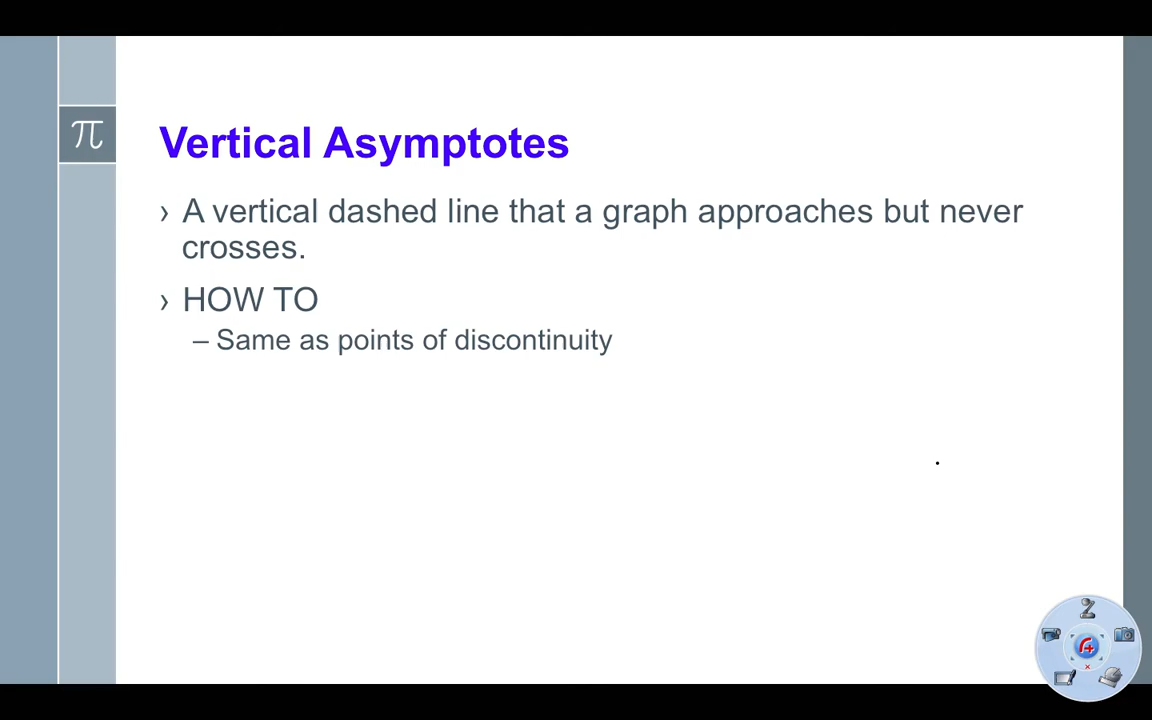 π
Vertical Asymptotes
› A vertical dashed line that a graph approaches but never
crosses.
› HOW TO
– Same as points of discontinuity